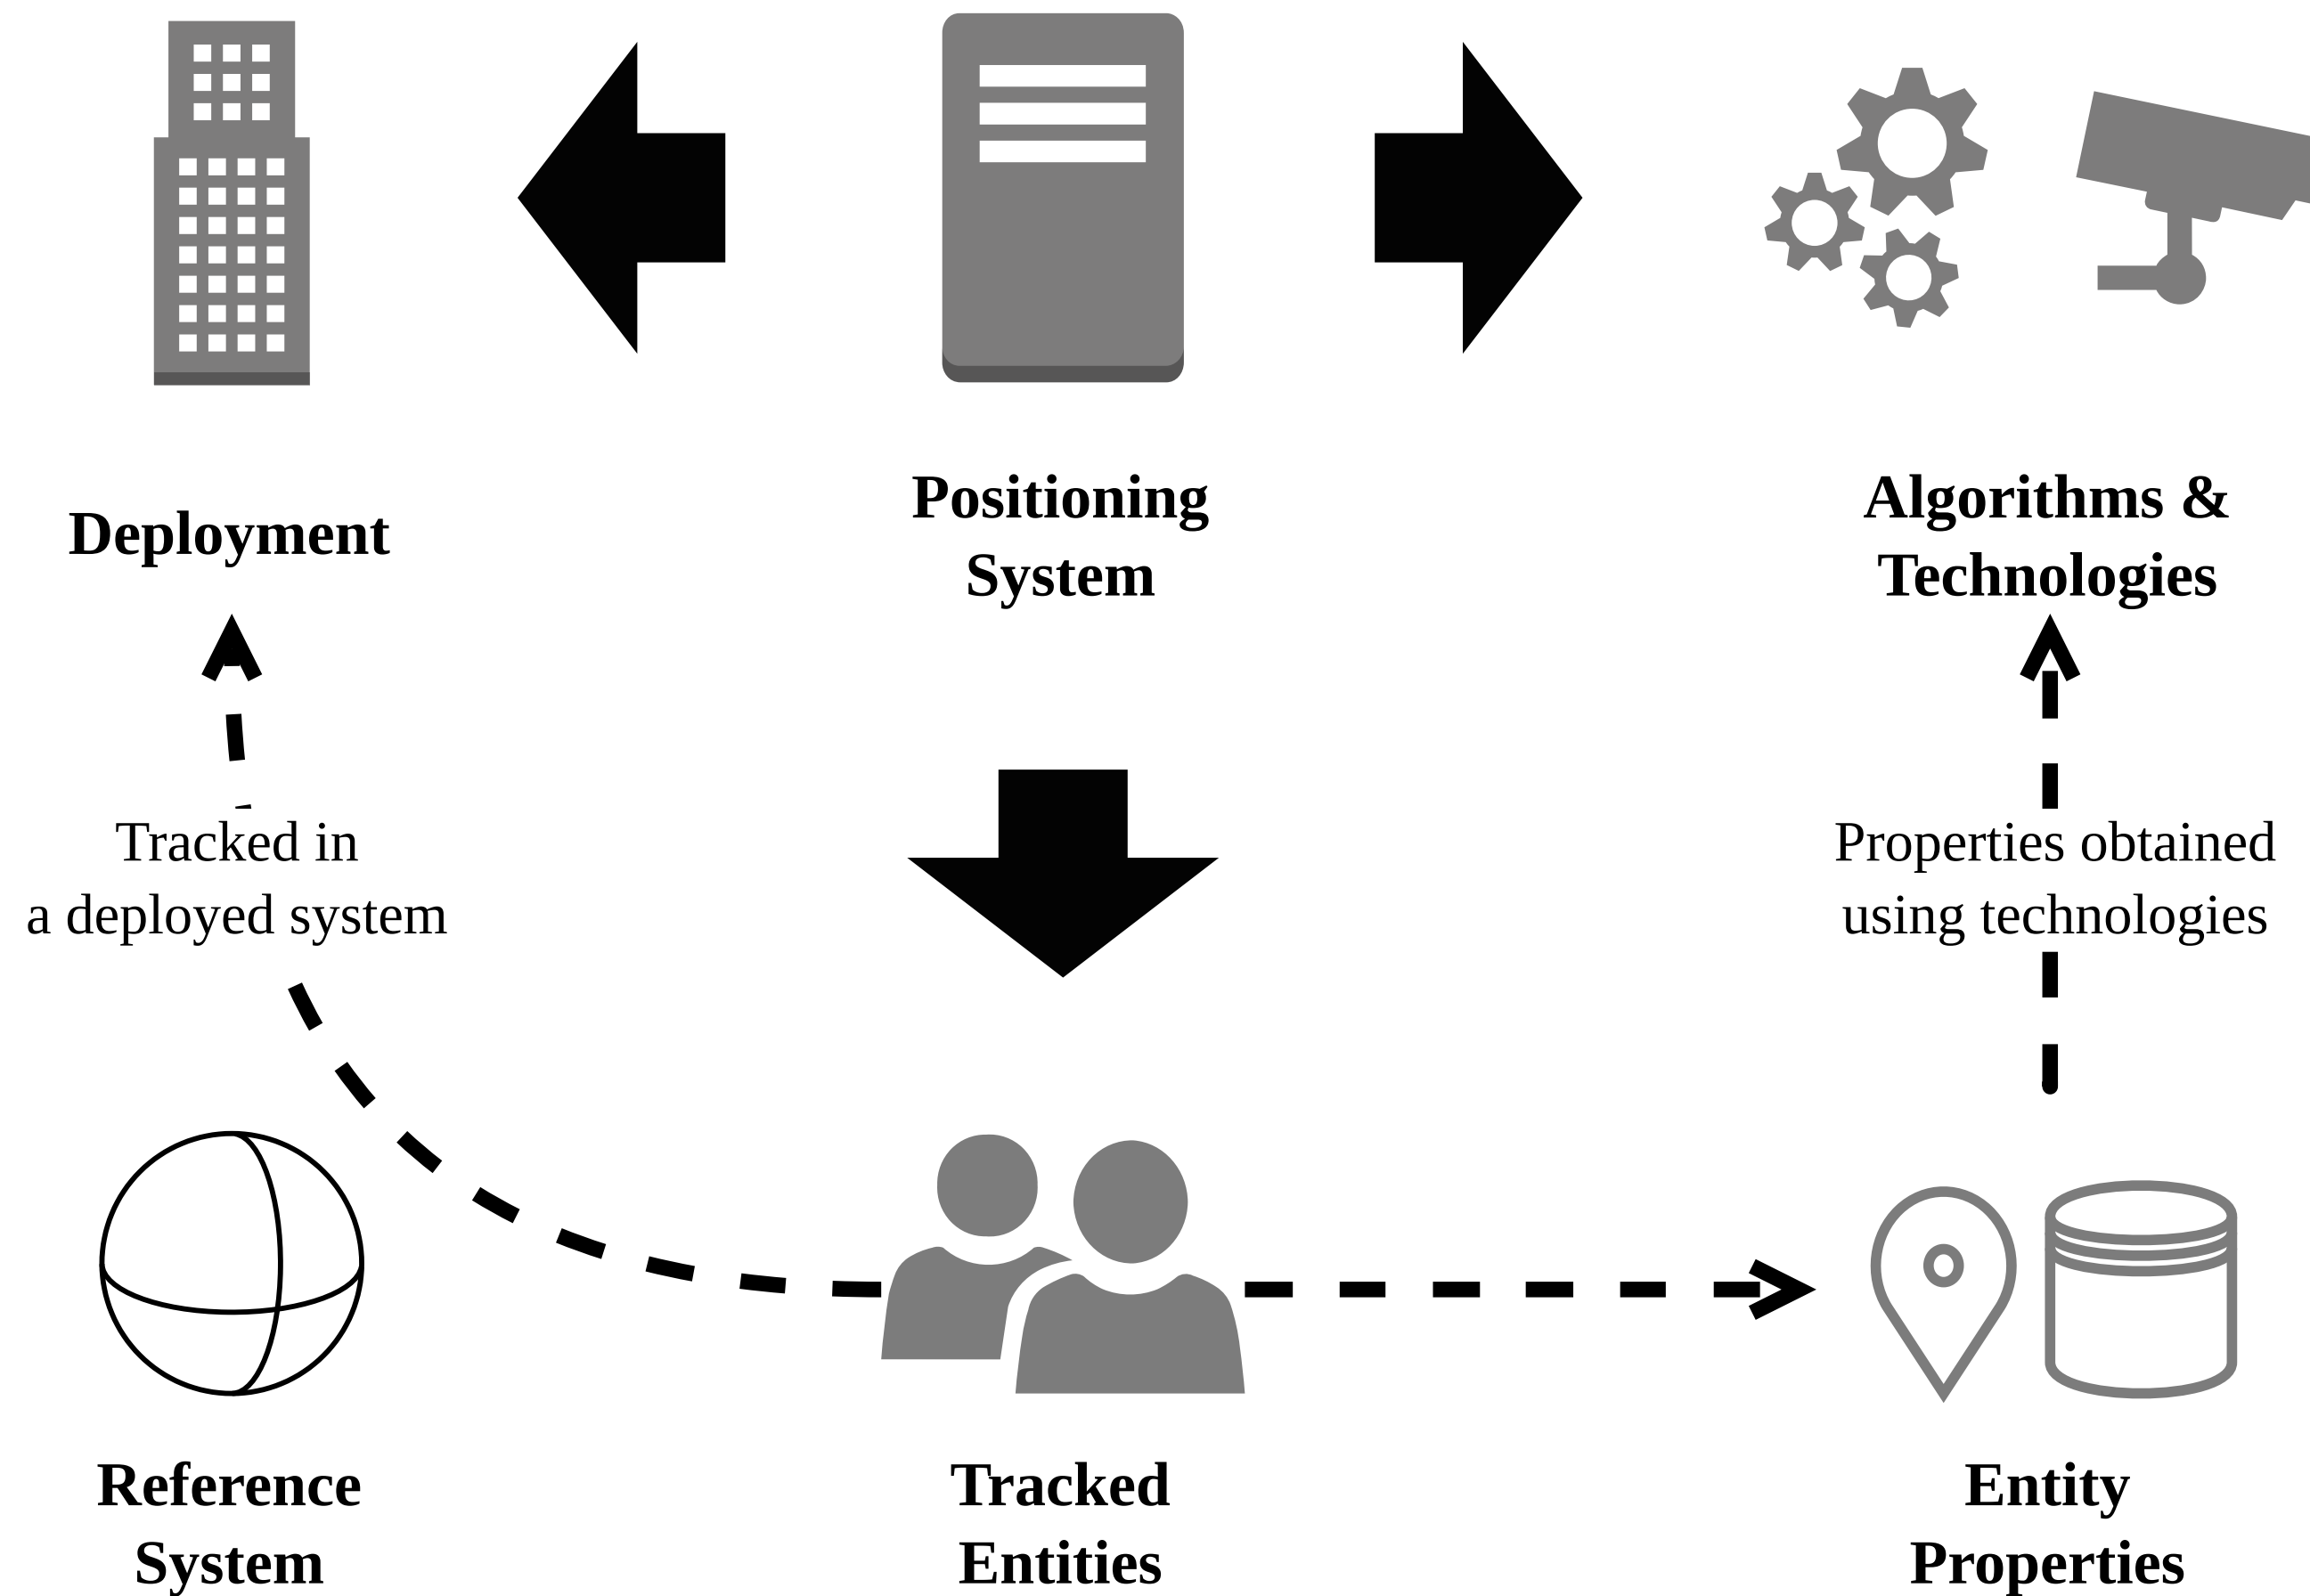 Deployment
Positioning
System
Algorithms &
Technologies
Tracked in
a deployed system
Properties obtained
using technologies
Reference
System
Tracked
Entities
Entity
Properties